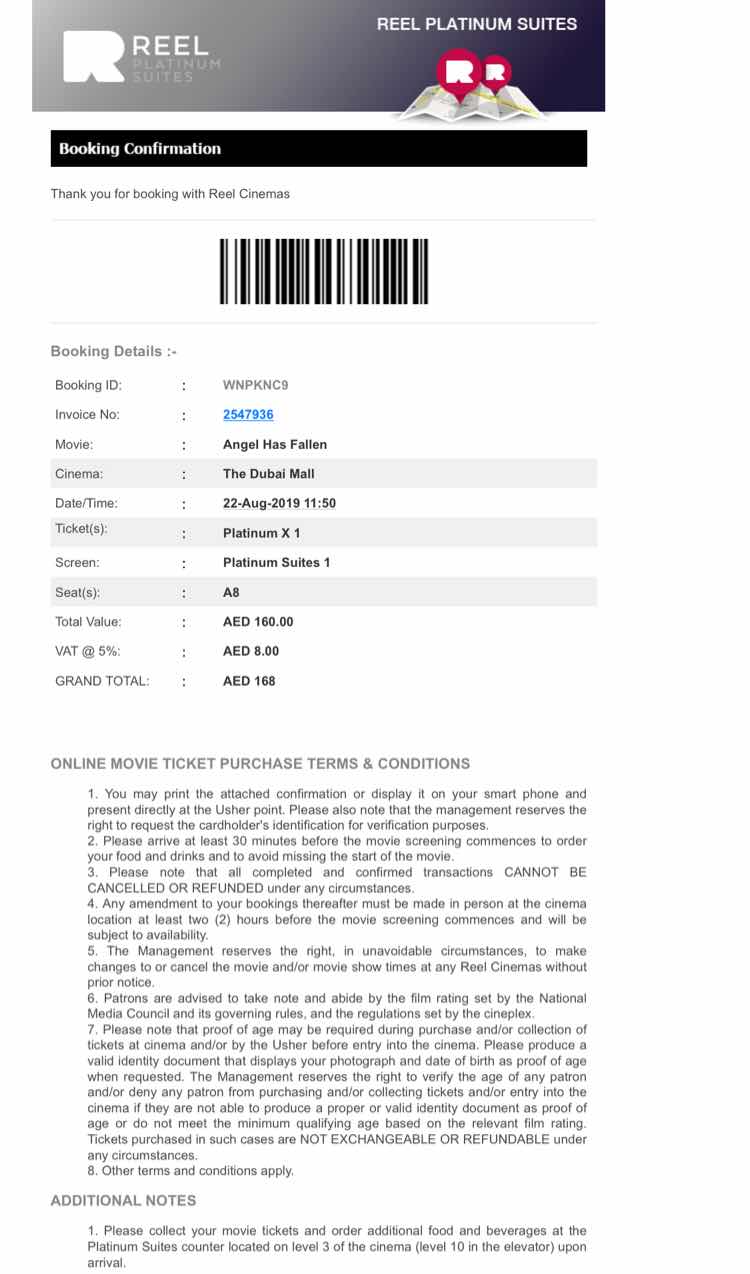 REEL PLATINUM SUITES
REEL
PLATINUM
SUITES
Booking Confirmation
Thank you for booking with Reel Cinemas
Booking Details :-
Booking ID: : WNPKNC9
Invoice No: : 2547936
Movie: : Angel Has Fallen
Cinema: : The Dubai Mall
Date/Time: : 22-Aug-2019 11:50
Ticket(s): : Platinum X 1
Screen: : Platinum Suites 1
Seat(s): : A8
Total Value: : AED 160.00
VAT @ 5%: : AED 8.00
GRAND TOTAL: : AED 168
ONLINE MOVIE TICKET PURCHASE TERMS & CONDITIONS
1. You may print the attached confirmation or display it on your smart phone and
present directly at the Usher point. Please also note that the management reserves the
right to request the cardholder's identification for verification purposes.
2. Please arrive at least 30 minutes before the movie screening commences to order
your food and drinks and to avoid missing the start of the movie.
3. Please note that all completed and confirmed transactions CANNOT BE
CANCELLED OR REFUNDED under any circumstances.
4. Any amendment to your bookings thereafter must be made in person at the cinema
location at least two (2) hours before the movie screening commences and will be
subject to availability.
5. The Management reserves the right, in unavoidable circumstances, to make
changes to or cancel the movie and/or movie show times at any Reel Cinemas without
prior notice.
6. Patrons are advised to take note and abide by the film rating set by the National
Media Council and its governing rules, and the regulations set by the cineplex.
7. Please note that proof of age may be required during purchase and/or collection of
tickets at cinema and/or by the Usher before entry into the cinema. Please produce a
valid identity document that displays your photograph and date of birth as proof of age
when requested. The Management reserves the right to verify the age of any patron
and/or deny any patron from purchasing and/or collecting tickets and/or entry into the
cinema if they are not able to produce a proper or valid identity document as proof of
age or do not meet the minimum qualifying age based on the relevant film rating.
Tickets purchased in such cases are NOT EXCHANGEABLE OR REFUNDABLE under
any circumstances.
8. Other terms and conditions apply.
ADDITIONAL NOTES
1. Please collect your movie tickets and order additional food and beverages at the
Platinum Suites counter located on level 3 of the cinema (level 10 in the elevator) upon
arrival.